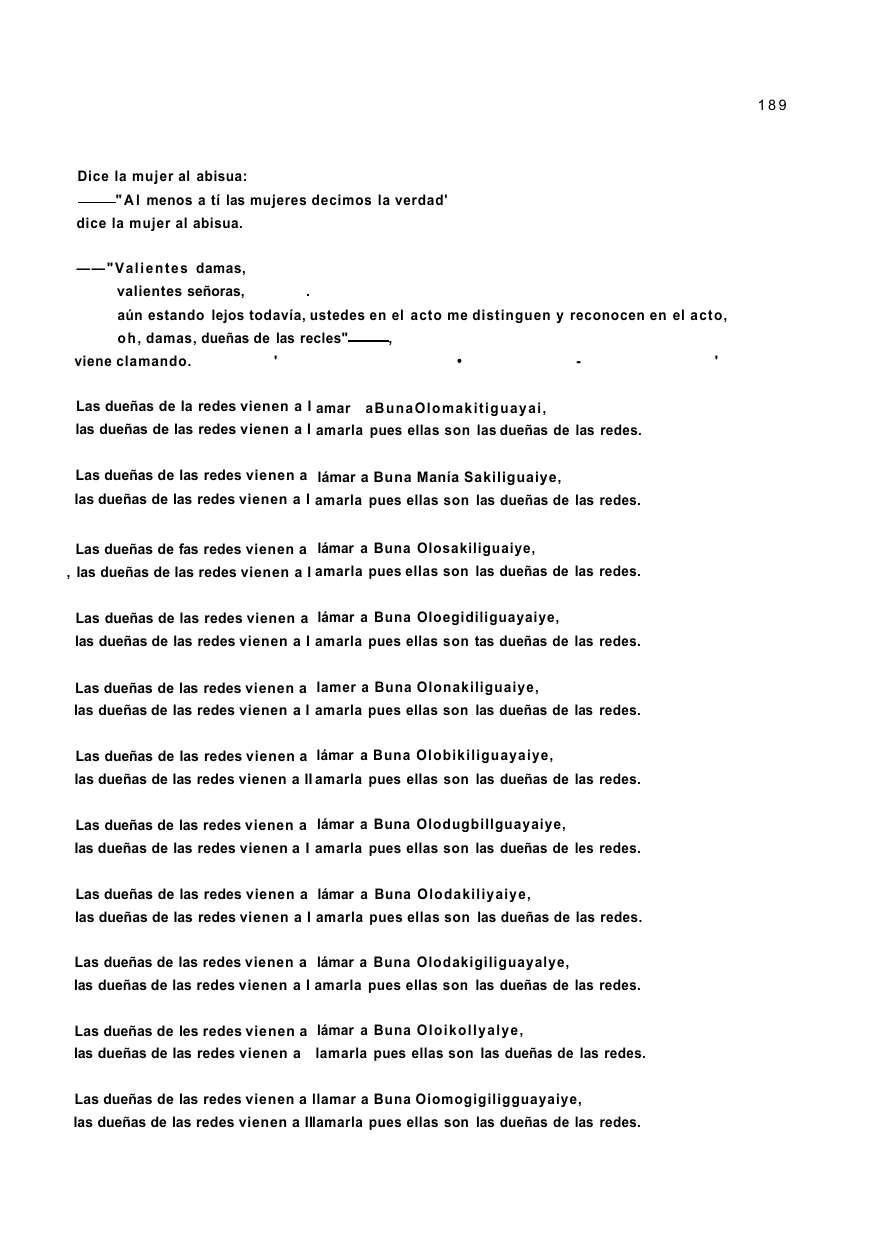 189
Dice la mujer al abisua:
———"Al menos a tí las mujeres decimos la verdad'
dice la mujer al abisua.
——"Valientes damas,
valientes señoras, .
aún estando lejos todavía, ustedes en el acto me distinguen y reconocen en el acto,
oh, damas, dueñas de las recles"———,
viene clamando. ' • - '
Las dueñas de la redes vienen a I amar aBunaOlomakitiguayai,
las dueñas de las redes vienen a I amarla pues ellas son las dueñas de las redes.
Las dueñas de las redes vienen a lámar a Buna Manía Sakiliguaiye,
las dueñas de las redes vienen a I amarla pues ellas son las dueñas de las redes.
Las dueñas de fas redes vienen a lámar a Buna Olosakiliguaiye,
, las dueñas de las redes vienen a I amarla pues ellas son las dueñas de las redes.
Las dueñas de las redes vienen a lámar a Buna Oloegidiliguayaiye,
las dueñas de las redes vienen a I amarla pues ellas son tas dueñas de las redes.
Las dueñas de las redes vienen a lamer a Buna Olonakiliguaiye,
las dueñas de las redes vienen a I amarla pues ellas son las dueñas de las redes.
Las dueñas de las redes vienen a lámar a Buna Olobikiliguayaiye,
las dueñas de las redes vienen a II amarla pues ellas son las dueñas de las redes.
Las dueñas de las redes vienen a lámar a Buna Olodugbillguayaiye,
las dueñas de las redes vienen a I amarla pues ellas son las dueñas de les redes.
Las dueñas de las redes vienen a lámar a Buna Olodakiliyaiye,
las dueñas de las redes vienen a I amarla pues ellas son las dueñas de las redes.
Las dueñas de las redes vienen a lámar a Buna Olodakigiliguayalye,
las dueñas de las redes vienen a I amarla pues ellas son las dueñas de las redes.
Las dueñas de les redes vienen a lámar a Buna Oloikollyalye,
las dueñas de las redes vienen a lamarla pues ellas son las dueñas de las redes.
Las dueñas de las redes vienen a llamar a Buna Oiomogigiligguayaiye,
las dueñas de las redes vienen a lllamarla pues ellas son las dueñas de las redes.